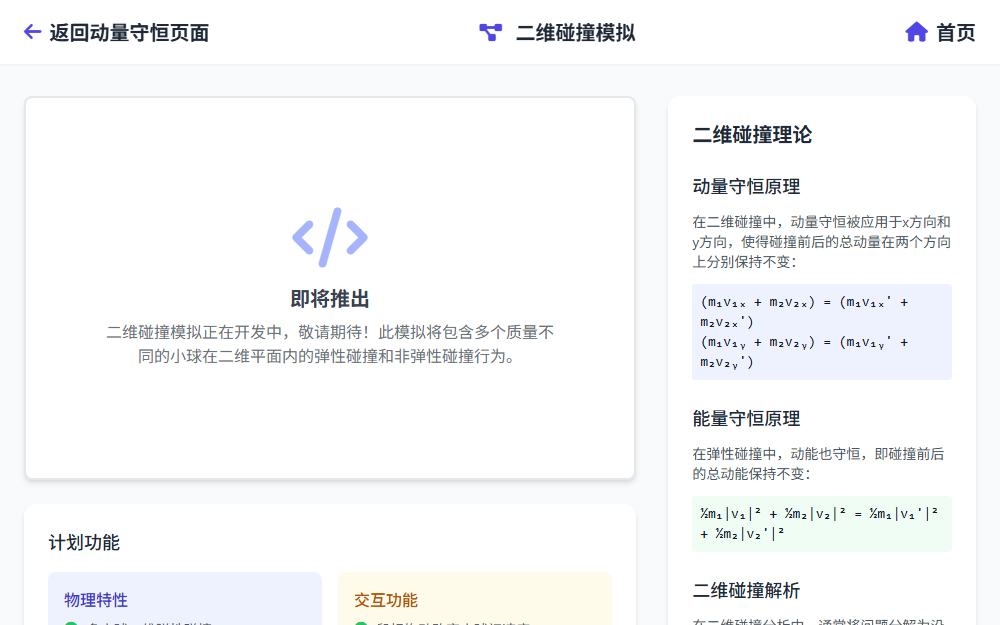 返回动量守恒页面
二维碰撞模拟
首页
即将推出
二维碰撞模拟正在开发中，敬请期待！此模拟将包含多个质量不
同的小球在二维平面内的弹性碰撞和非弹性碰撞行为。
计划功能
物理特性
交互功能
二维碰撞理论
动量守恒原理
在二维碰撞中，动量守恒被应用于x方向和
y方向，使得碰撞前后的总动量在两个方向
上分别保持不变：
(m₁v₁ₓ + m₂v₂ₓ) = (m₁v₁ₓ' +
m₂v₂ₓ')
(m₁v₁ᵧ + m₂v₂ᵧ) = (m₁v₁ᵧ' +
m₂v₂ᵧ')
能量守恒原理
在弹性碰撞中，动能也守恒，即碰撞前后
的总动能保持不变：
½m₁|v₁|² + ½m₂|v₂|² = ½m₁|v₁'|²
+ ½m₂|v₂'|²
二维碰撞解析